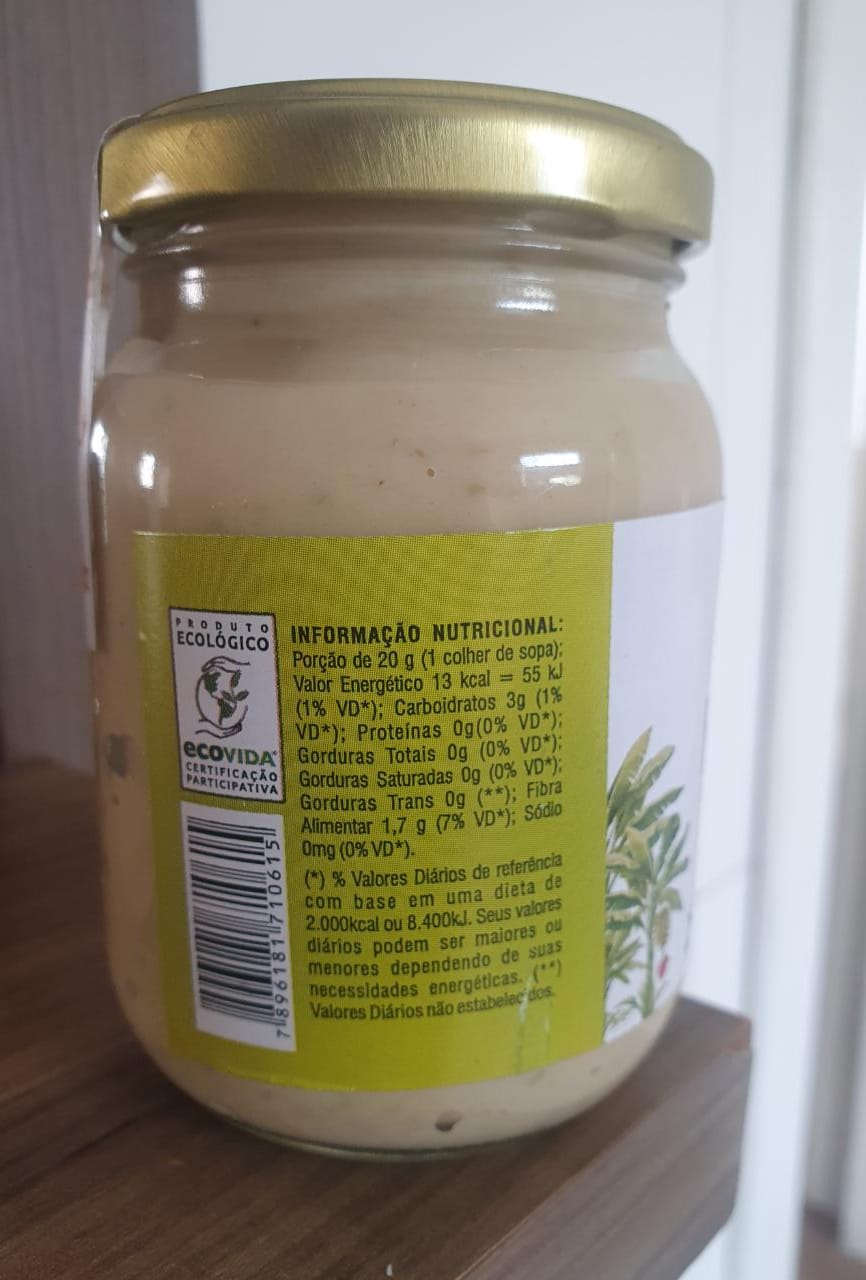 PRODUTO
ECOLÓGICO
ecoVIDA
CERTIFICAÇÃO
PARTICIPATIVA
7 896181 710615
INFORMAÇÃO NUTRICIONAL:
Porção de 20 g (1 colher de sopa);
Valor Energético 13 kcal = 55 kJ
(1% VD*); Carboidratos 3g (1%
VD*); Proteínas 0g(0% VD*);
Gorduras Totais 0g (0% VD*);
Gorduras Saturadas 0g (0% VD*);
Gorduras Trans 0g (**); Fibra
Alimentar 1,7 g (7% VD*); Sódio
0mg (0% VD*).
(*) % Valores Diários de referência
com base em uma dieta de
2.000kcal ou 8.400kJ. Seus valores
diários podem ser maiores ou
menores dependendo de suas
necessidades energéticas. (**)
Valores Diários não estabelecidos.